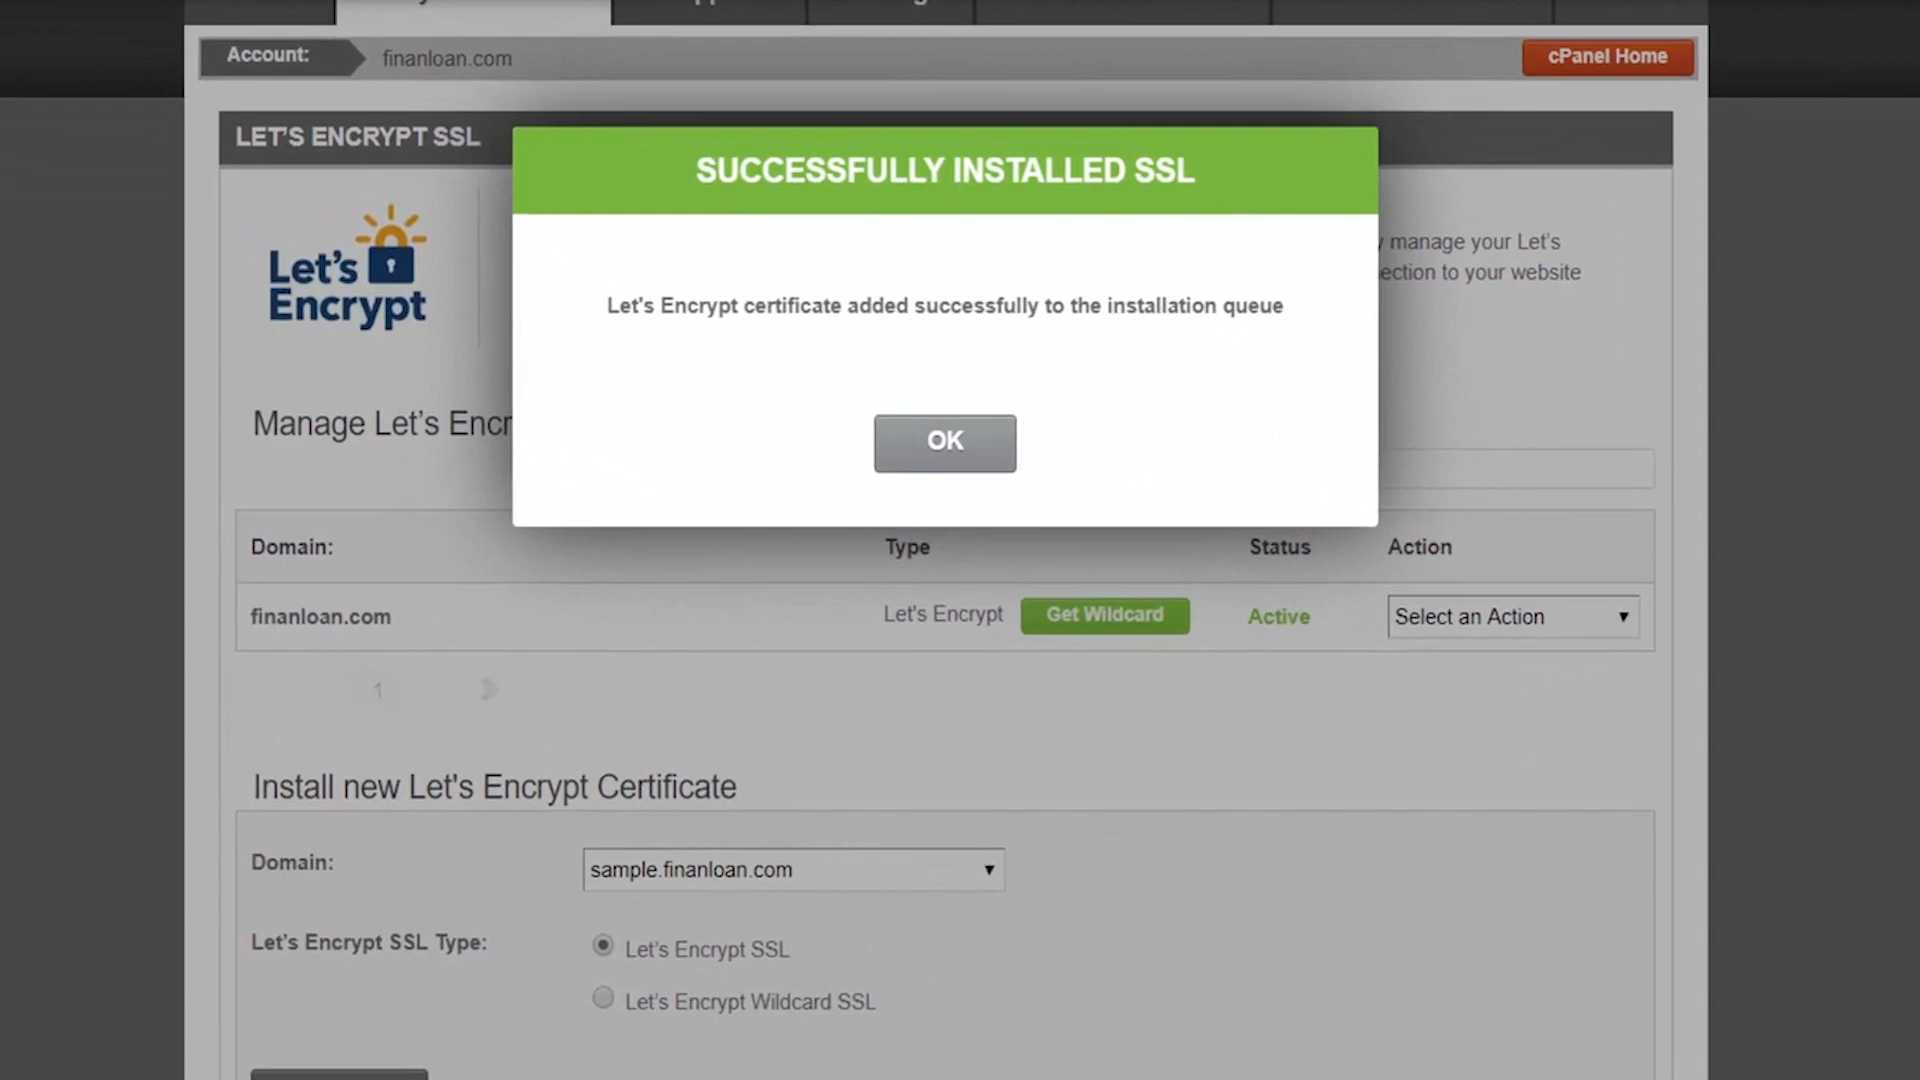 Account:
finanloan.com
cPanel Home
LET'S ENCRYPT SSL
SUCCESSFULLY INSTALLED SSL
Let's
Encrypt
manage your Let's
ection to your website
Let's Encrypt certificate added successfully to the installation queue
OK
Manage Let's Encr
Domain: Type Status Action
finanloan.com Let's Encrypt Get Wildcard Active Select an Action
1
Install new Let's Encrypt Certificate
Domain: sample.finanloan.com
Let's Encrypt SSL Type: Let's Encrypt SSL
Let's Encrypt Wildcard SSL